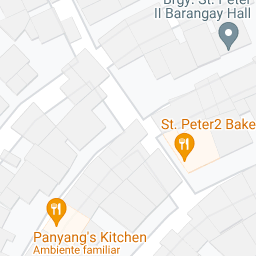 Brgy. St. Peter
II Barangay Hall
St. Peter2 Bake
Panyang's Kitchen
Ambiente familiar